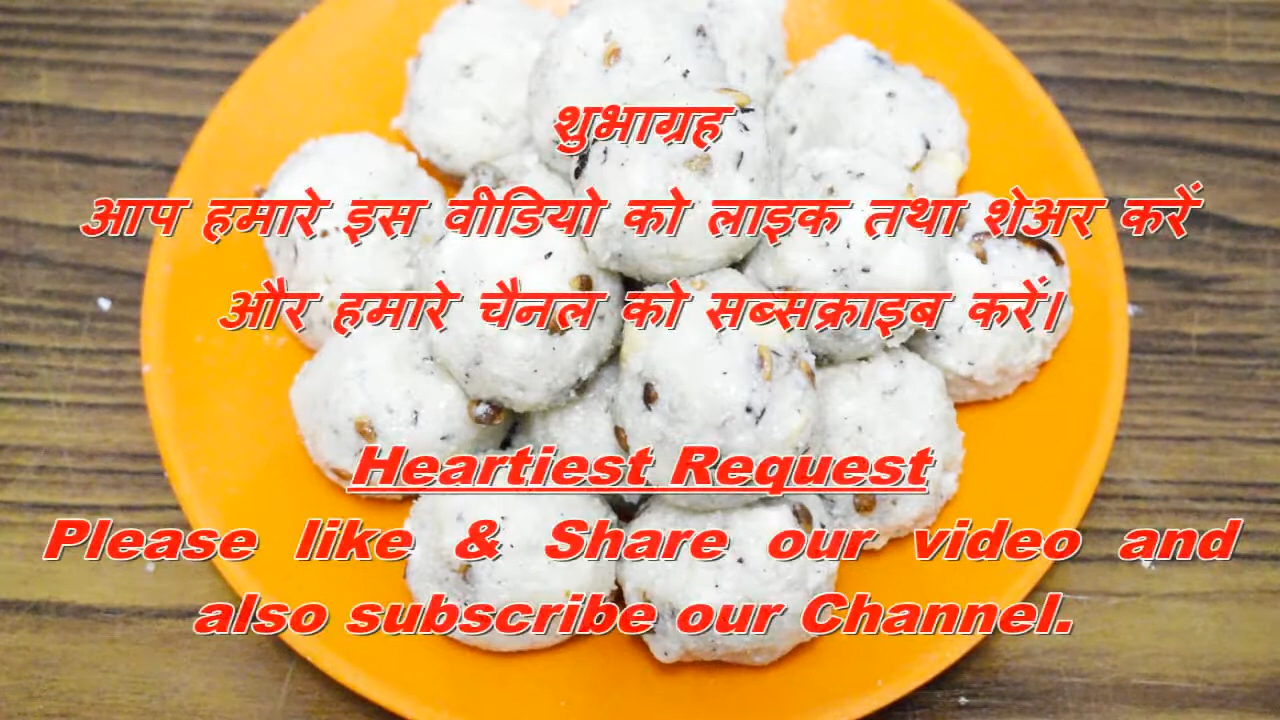 शुभाग्रह
आप हमारे इस वीडियो को लाइक तथा शेअर करें
और हमारे चैनल को सब्सक्राइब करें।
Heartiest Request
Please like & Share our video and
also subscribe our Channel.